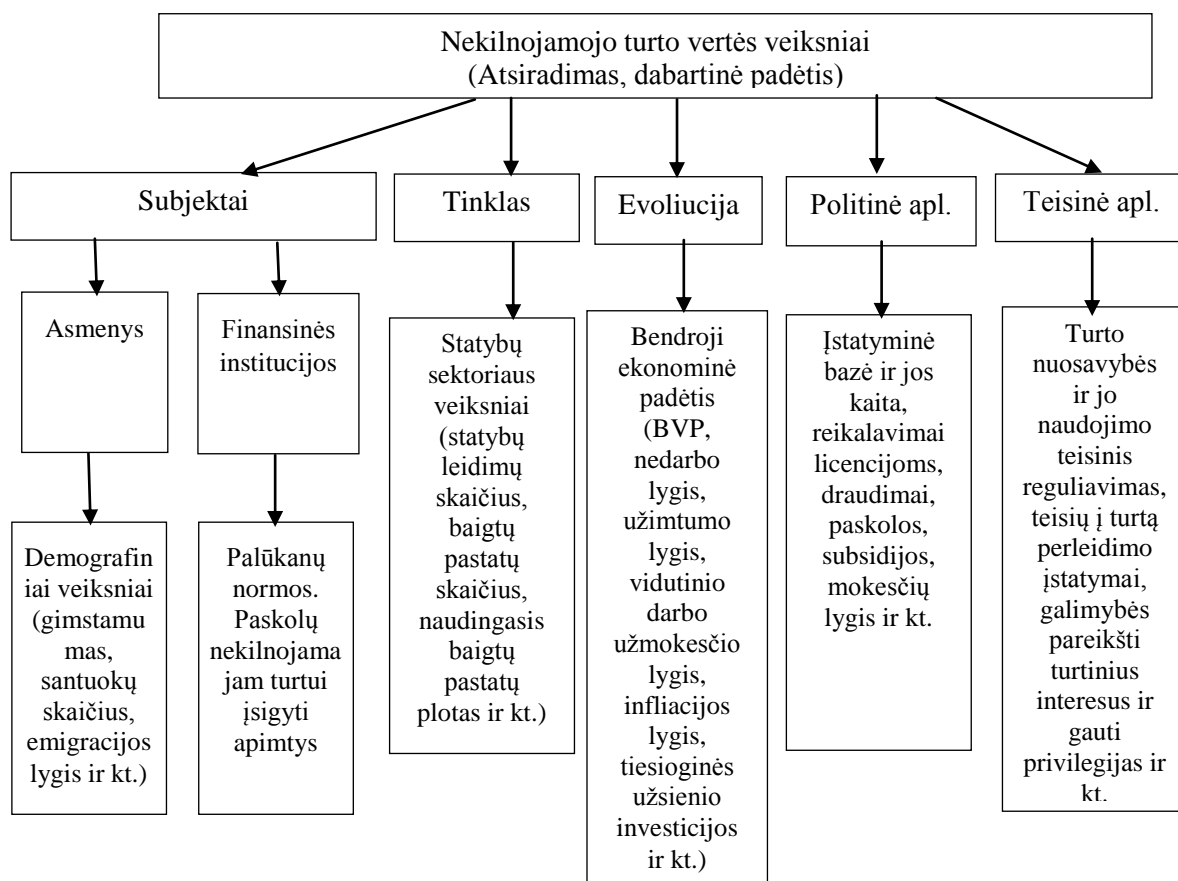 Nekilnojamojo turto vertės veiksniai
(Atsiradimas, dabartinė padėtis)
Subjektai
Tinklas
Evoliucija
Politinė apl.
Teisinė apl.
Asmenys
Finansinės
institucijos
Demografin
iai veiksniai
(gimstamu
mas,
santuokų
skaičius,
emigracijos
lygis ir kt.)
Palūkanų
normos.
Paskolų
nekilnojama
jam turtui
įsigyti
apimtys
Statybų
sektoriaus
veiksniai
(statybų
leidimų
skaičius,
baigtų
pastatų
skaičius,
naudingasis
baigtų
pastatų
plotas ir kt.)
Bendroji
ekonominė
padėtis
(BVP,
nedarbo
lygis,
užimtumo
lygis,
vidutinio
darbo
užmokesčio
lygis,
infliacijos
lygis,
tiesioginės
užsienio
investicijos
ir kt.)
Įstatyminė
bazė ir jos
kaita,
reikalavimai
licencijoms,
draudimai,
paskolos,
subsidijos,
mokesčių
lygis ir kt.
Turto
nuosavybės
ir jo
naudojimo
teisinis
reguliavimas,
teisių į turtą
perleidimo
įstatymai,
galimybės
pareikšti
turtinius
interesus ir
gauti
privilegijas ir
kt.